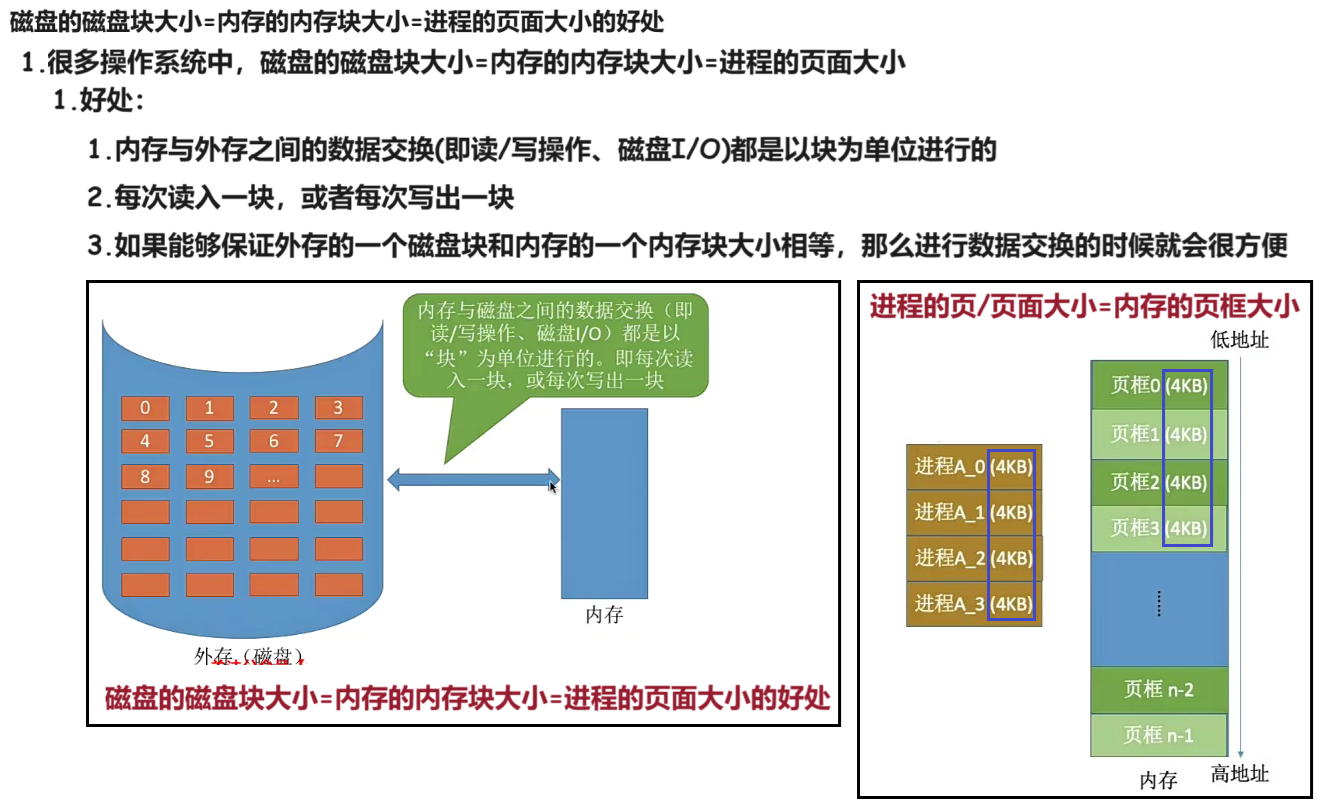 磁盘的磁盘块大小=内存的内存块大小=进程的页面大小的好处
1.很多操作系统中，磁盘的磁盘块大小=内存的内存块大小=进程的页面大小
1.好处：
1.内存与外存之间的数据交换(即读/写操作、磁盘I/O)都是以块为单位进行的
2.每次读入一块，或者每次写出一块
3.如果能够保证外存的一个磁盘块和内存的一个内存块大小相等，那么进行数据交换的时候就会很方便
内存与磁盘之间的数据交换（即
读/写操作、磁盘I/O）都是以
“块”为单位进行的。即每次读
入一块，或每次写出一块
0 1 2 3
4 5 6 7
8 9 ...
内存
外存（磁盘）
磁盘的磁盘块大小=内存的内存块大小=进程的页面大小的好处
进程的页/页面大小=内存的页框大小
低地址
进程A_0 (4KB)
进程A_1 (4KB)
进程A_2 (4KB)
进程A_3 (4KB)
页框0 (4KB)
页框1 (4KB)
页框2 (4KB)
页框3 (4KB)
......
页框 n-2
页框 n-1
内存
高地址